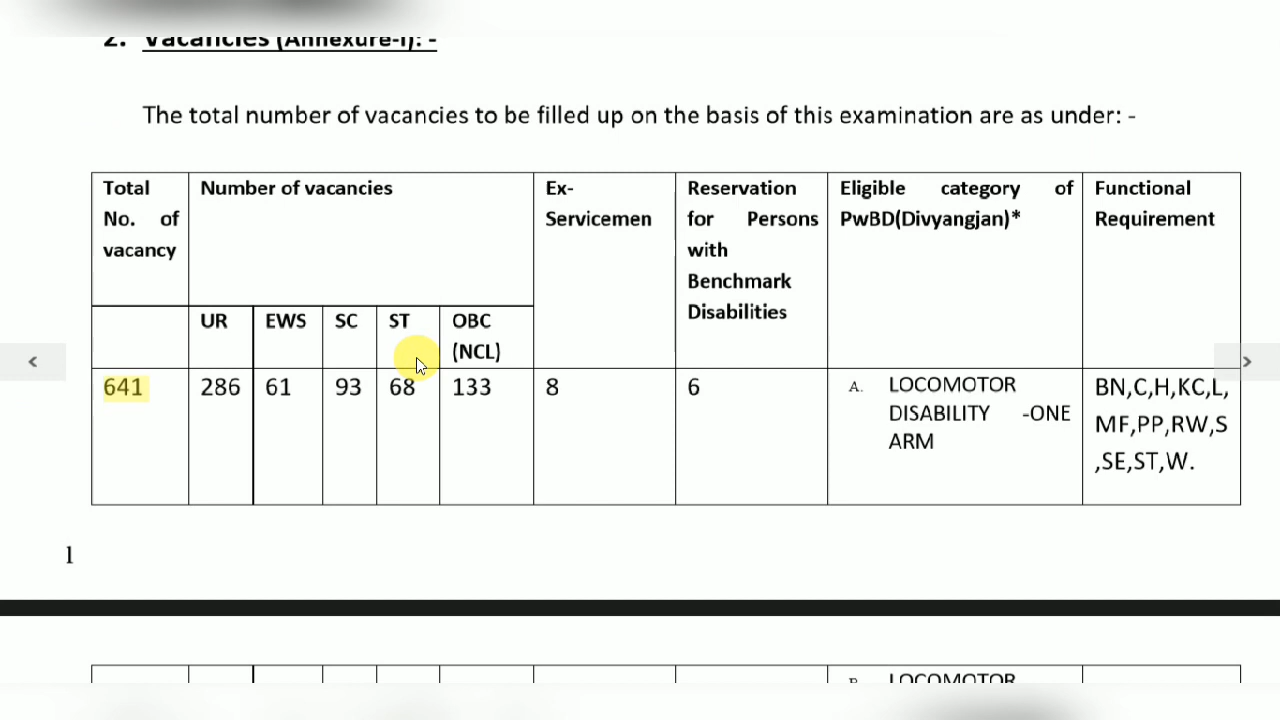 2. Vacancies (Annexure-I): -
The total number of vacancies to be filled up on the basis of this examination are as under: -
Total No. of vacancy
Number of vacancies
Ex-Servicemen
Reservation for Persons with Benchmark Disabilities
Eligible category of PwBD(Divyangjan)*
Functional Requirement
UR
EWS
SC
ST
OBC (NCL)
641
286
61
93
68
133
8
6
A. LOCOMOTOR DISABILITY -ONE ARM
BN,C,H,KC,L,
MF,PP,RW,S
,SE,ST,W.
1
LOCOMOTOR